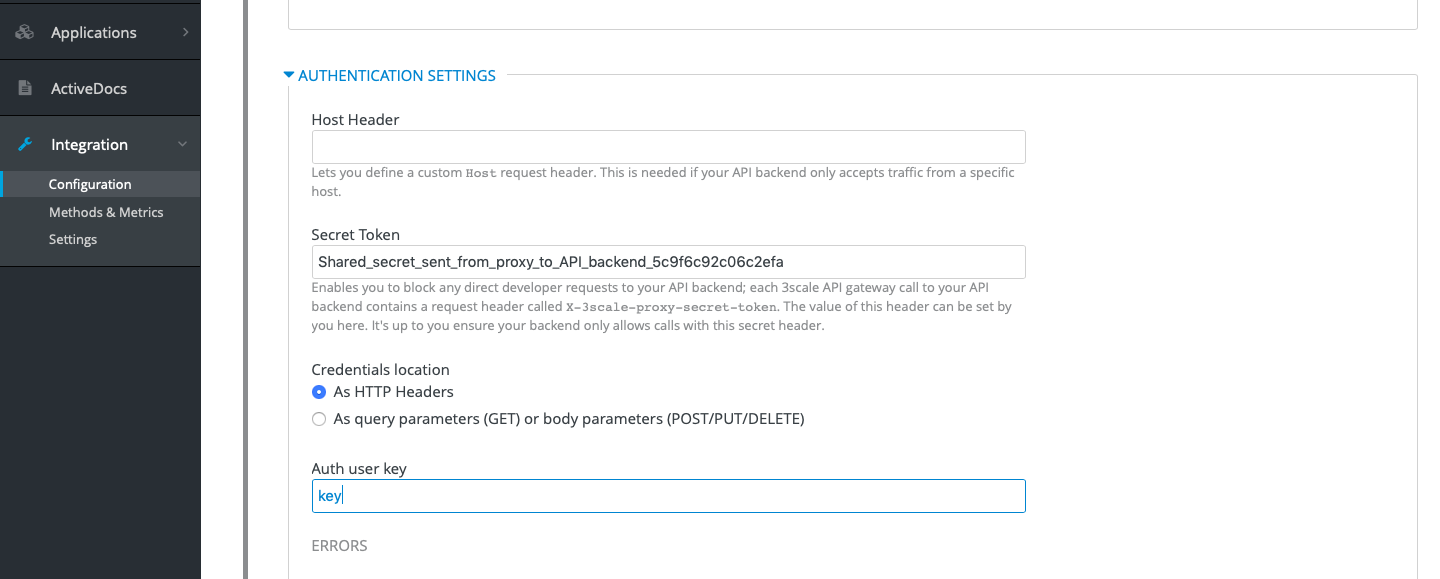 Applications
ActiveDocs
Integration
Configuration
Methods & Metrics
Settings
AUTHENTICATION SETTINGS
Host Header
Lets you define a custom Host request header. This is needed if your API backend only accepts traffic from a specific
host.
Secret Token
Shared_secret_sent_from_proxy_to_API_backend_5c9f6c92c06c2efa
Enables you to block any direct developer requests to your API backend; each 3scale API gateway call to your API
backend contains a request header called X-3scale-proxy-secret-token. The value of this header can be set by
you here. It's up to you ensure your backend only allows calls with this secret header.
Credentials location
As HTTP Headers
As query parameters (GET) or body parameters (POST/PUT/DELETE)
Auth user key
key
ERRORS